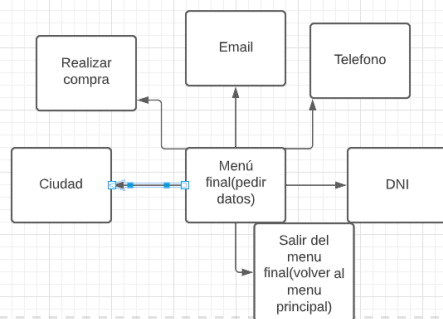 Email
Realizar
compra
Telefono
Ciudad
Menú
final(pedir
datos)
DNI
Salir del
menu
final(volver al
menu
principal)